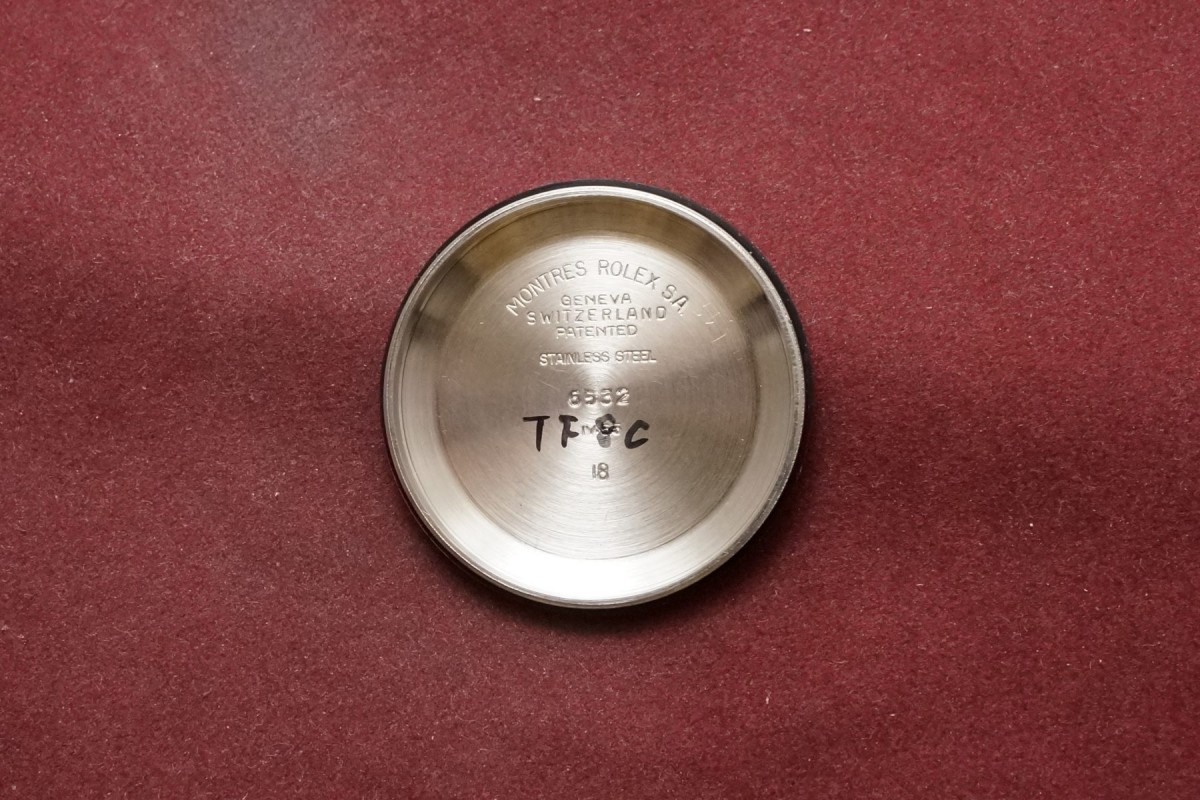 MONTRES ROLEX S.A.
GENEVA
SWITZERLAND
PATENTED
STAINLESS STEEL
6532
18